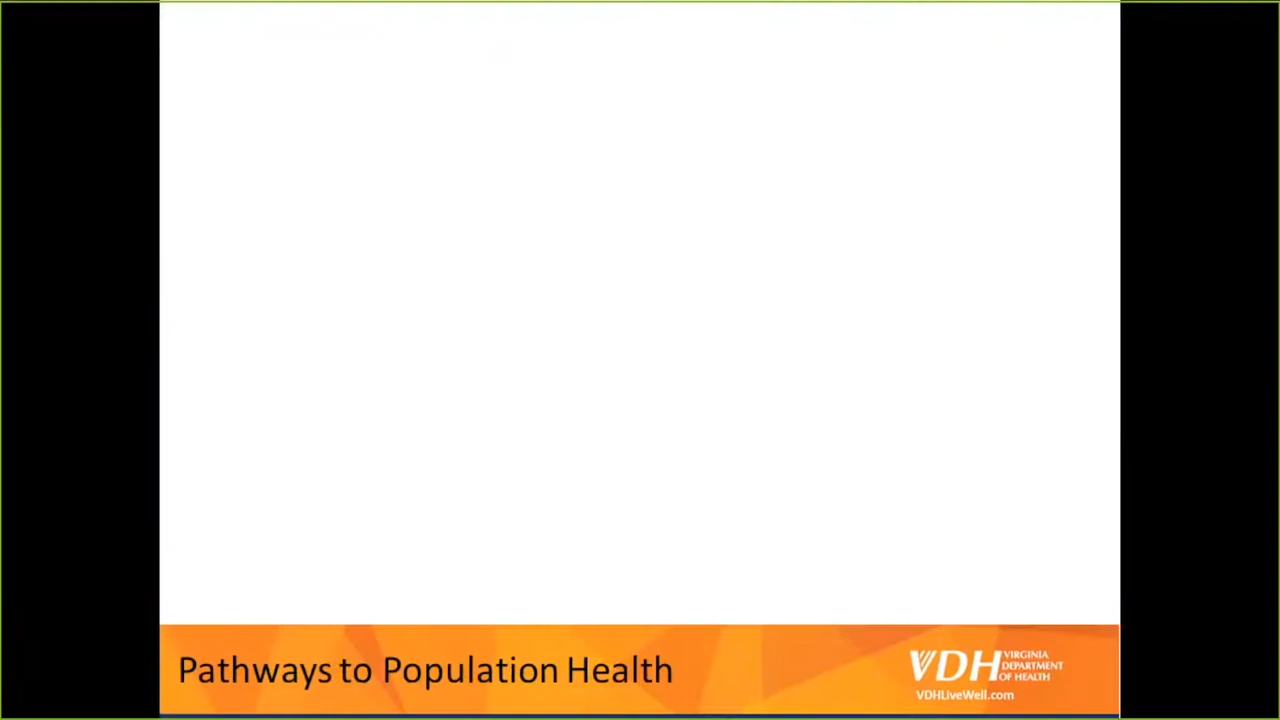 Pathways to Population Health
VDH VIRGINIA
DEPARTMENT
OF HEALTH
VDHLiveWell.com